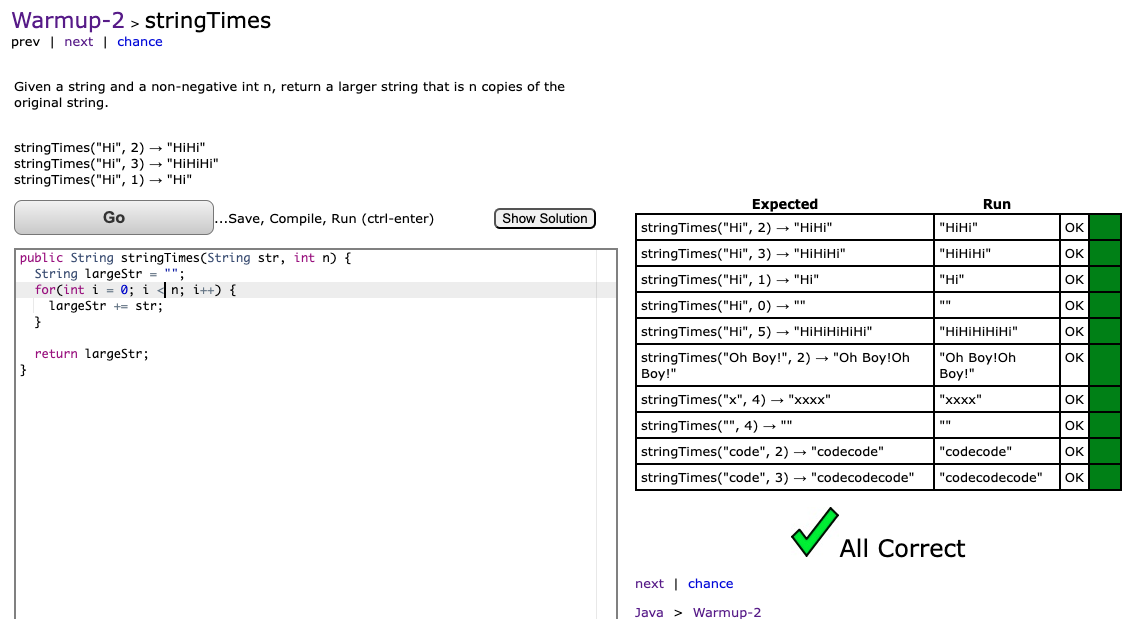 Warmup-2 > stringTimes
prev | next | chance
Given a string and a non-negative int n, return a larger string that is n copies of the
original string.
stringTimes("Hi", 2) → "HiHi"
stringTimes("Hi", 3) → "HiHiHi"
stringTimes("Hi", 1) → "Hi"
Go ...Save, Compile, Run (ctrl-enter) Show Solution
public String stringTimes(String str, int n) {
  String largeStr = "";
  for(int i = 0; i < n; i++) {
    largeStr += str;
  }
  return largeStr;
}
Expected Run
stringTimes("Hi", 2) → "HiHi" "HiHi" OK
stringTimes("Hi", 3) → "HiHiHi" "HiHiHi" OK
stringTimes("Hi", 1) → "Hi" "Hi" OK
stringTimes("Hi", 0) → "" "" OK
stringTimes("Hi", 5) → "HiHiHiHiHi" "HiHiHiHiHi" OK
stringTimes("Oh Boy!", 2) → "Oh Boy!Oh "Oh Boy!Oh OK
Boy!" Boy!"
stringTimes("x", 4) → "xxxx" "xxxx" OK
stringTimes("", 4) → "" "" OK
stringTimes("code", 2) → "codecode" "codecode" OK
stringTimes("code", 3) → "codecodecode" "codecodecode" OK
All Correct
next | chance
Java > Warmup-2